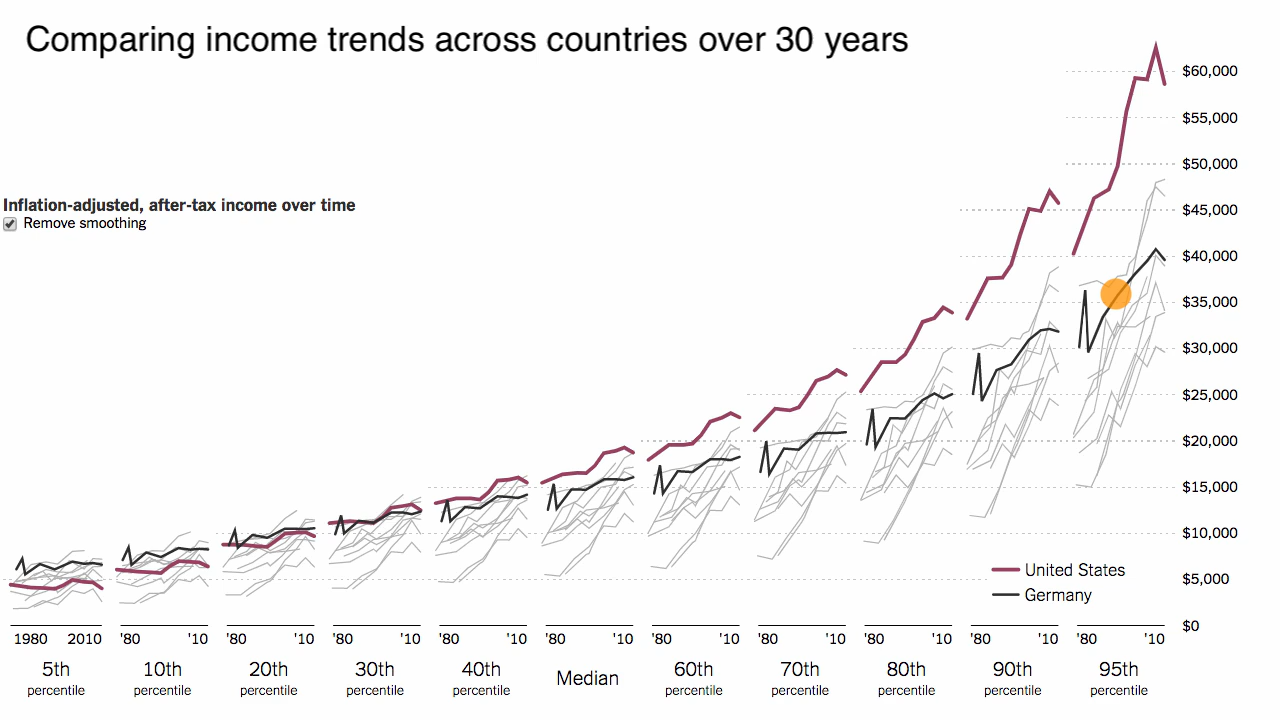 Comparing income trends across countries over 30 years
$60,000
$55,000
$50,000
Inflation-adjusted, after-tax income over time
Remove smoothing
$45,000
$40,000
$35,000
$30,000
$25,000
$20,000
$15,000
$10,000
$5,000
United States
Germany
$0
1980 2010 '80 '10 '80 '10 '80 '10 '80 '10 '80 '10 '80 '10 '80 '10 '80 '10 '80 '10 '80 '10
5th 10th 20th 30th 40th Median 60th 70th 80th 90th 95th
percentile percentile percentile percentile percentile percentile percentile percentile percentile percentile